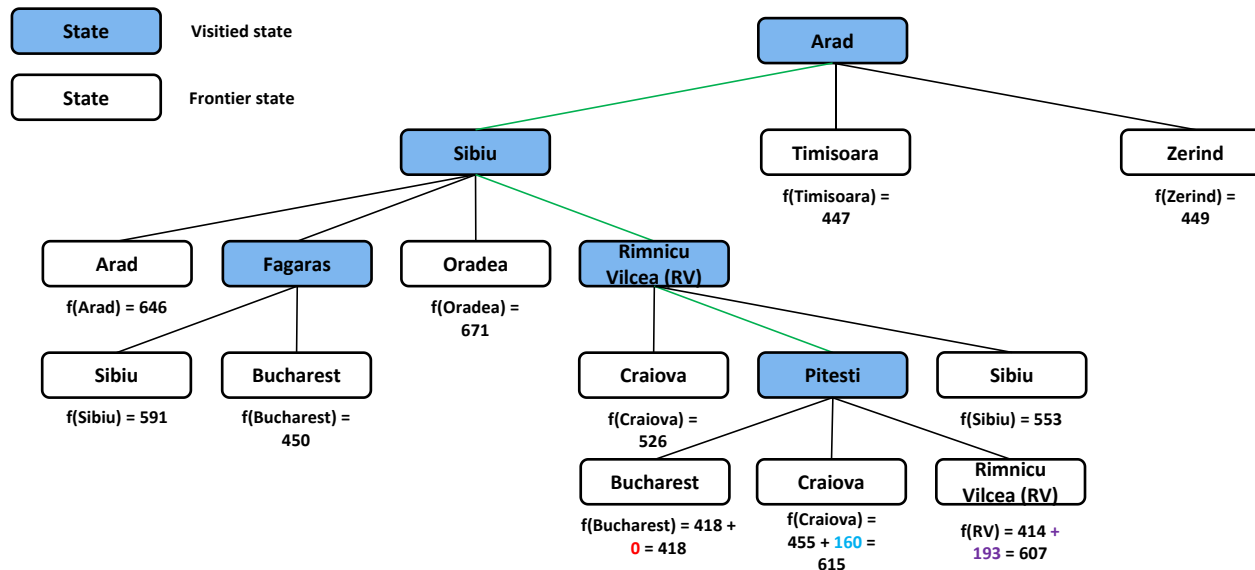 State
Visitied state
State
Frontier state
Arad
Sibiu
Timisoara
Zerind
f(Timisoara) =
447
f(Zerind) =
449
Arad
Fagaras
Oradea
Rimnicu
Vilcea (RV)
f(Arad) = 646
f(Oradea) =
671
Sibiu
Bucharest
Craiova
Pitesti
Sibiu
f(Sibiu) = 591
f(Bucharest) =
450
f(Craiova) =
526
f(Sibiu) = 553
Bucharest
Craiova
Rimnicu
Vilcea (RV)
f(Bucharest) = 418 +
0 = 418
f(Craiova) =
455 + 160 =
615
f(RV) = 414 +
193 = 607